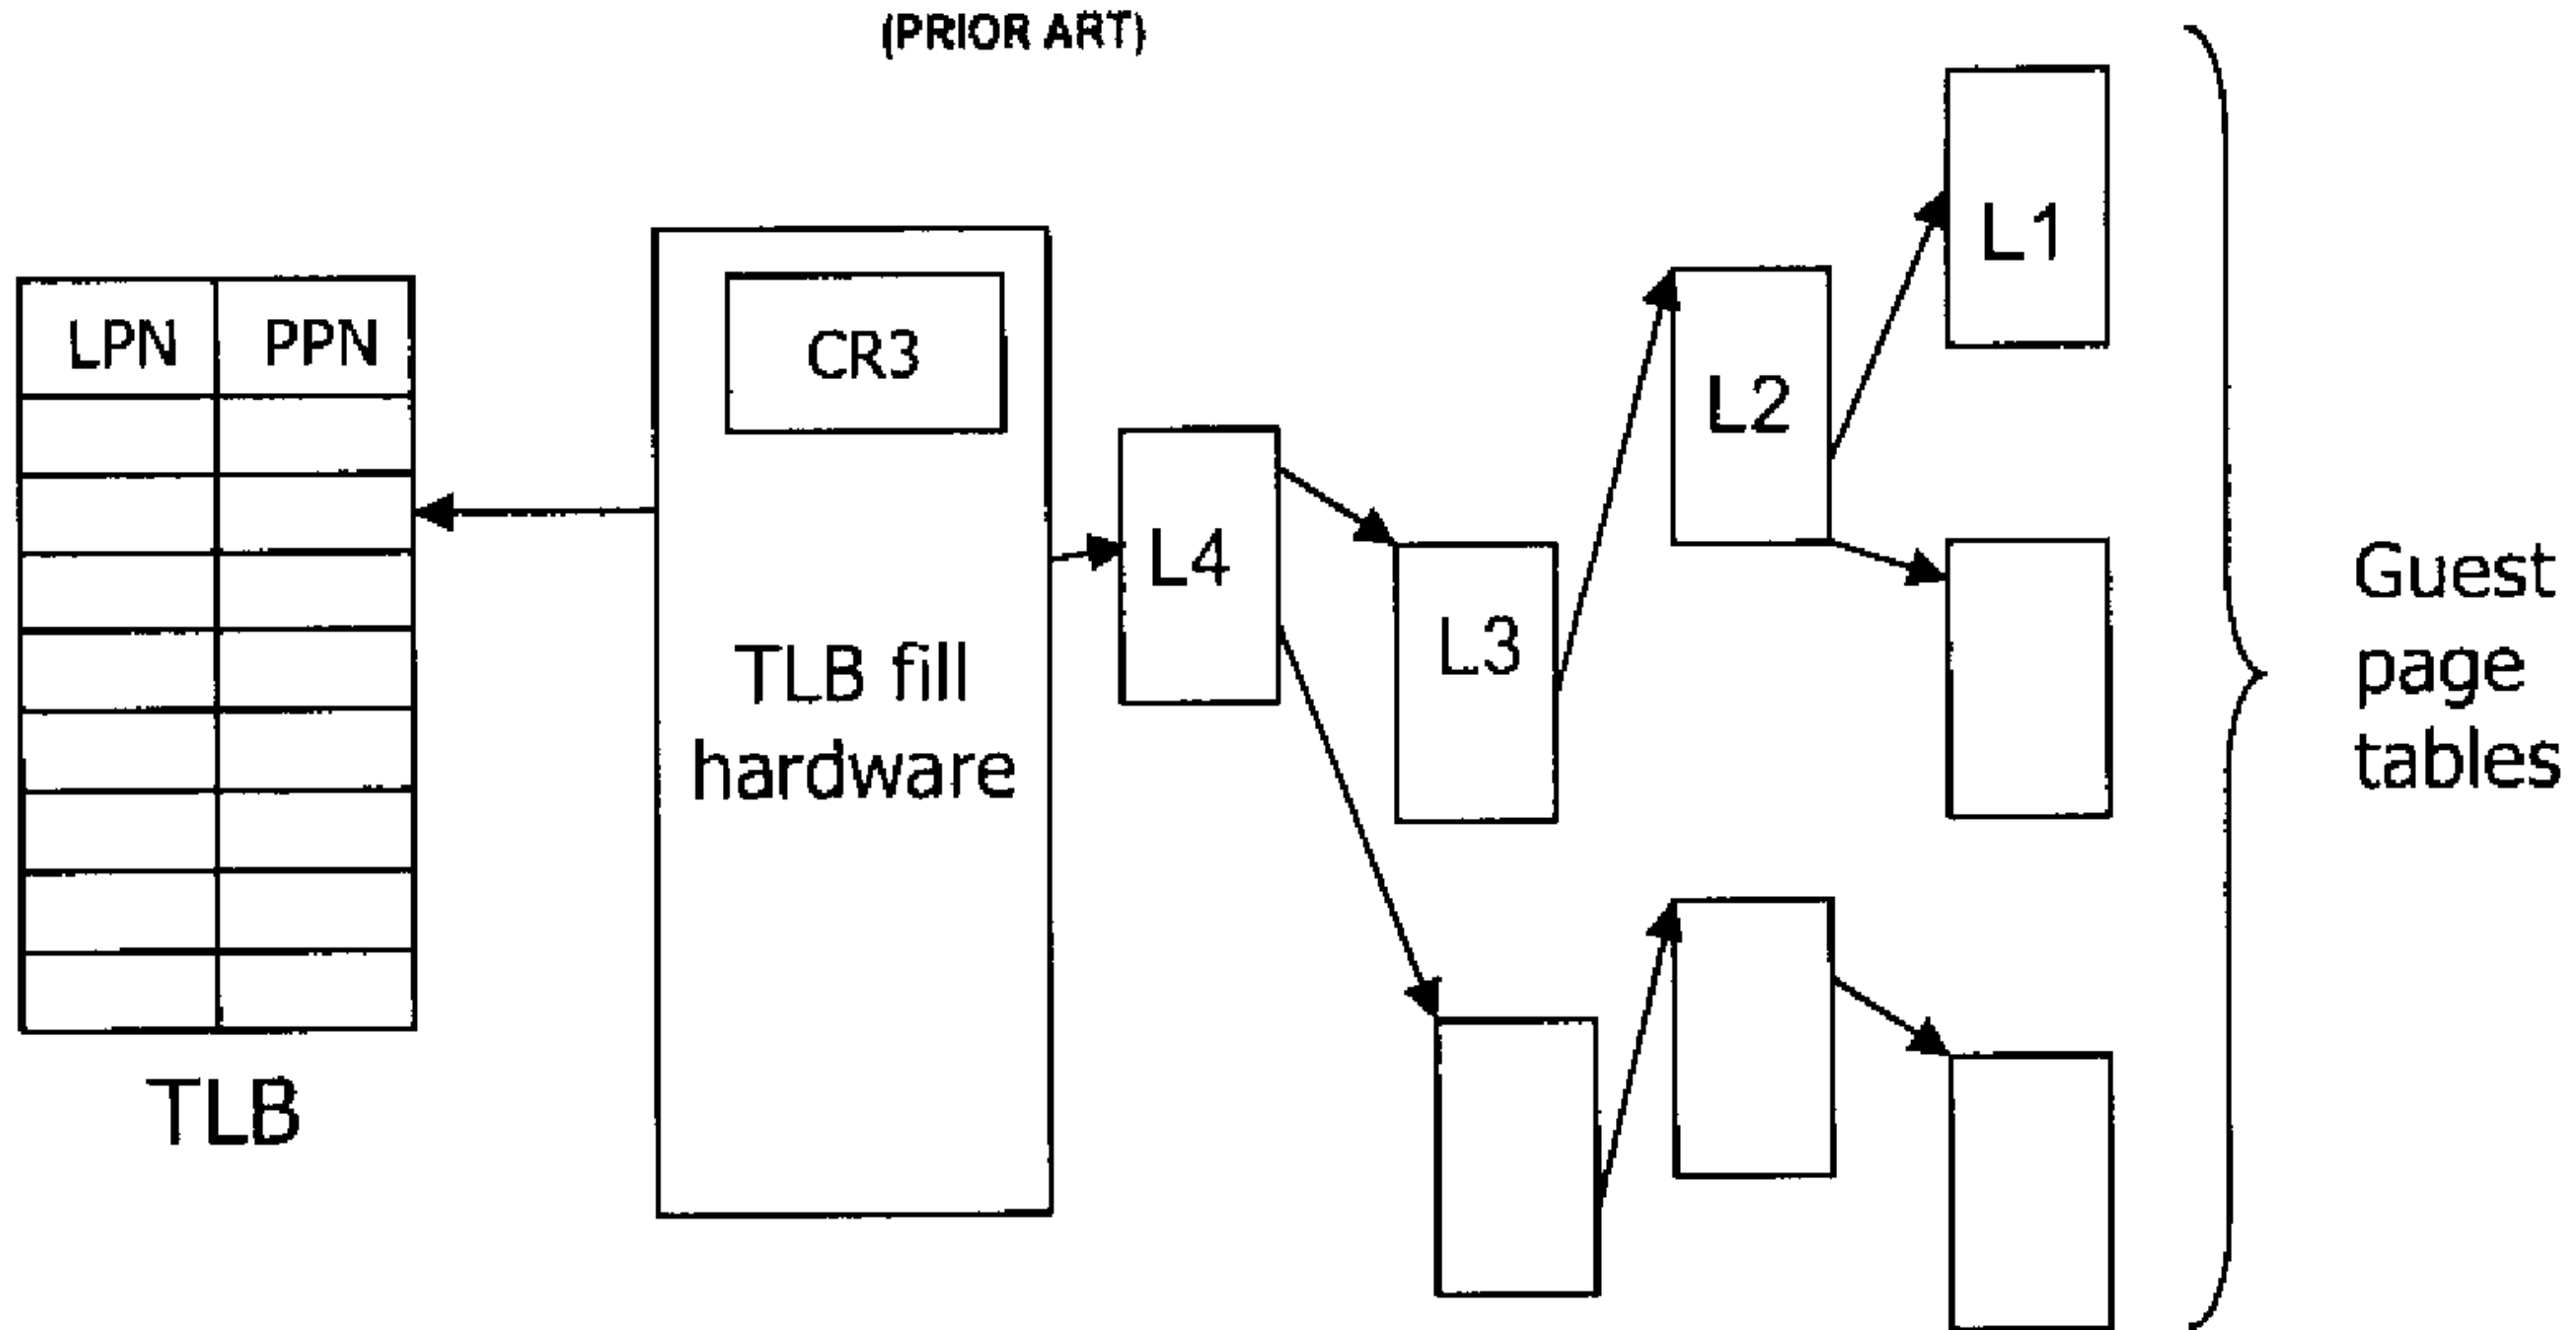 (PRIOR ART)
LPN PPN
TLB
CR3
TLB fill
hardware
L4
L3
L2
L1
Guest
page
tables